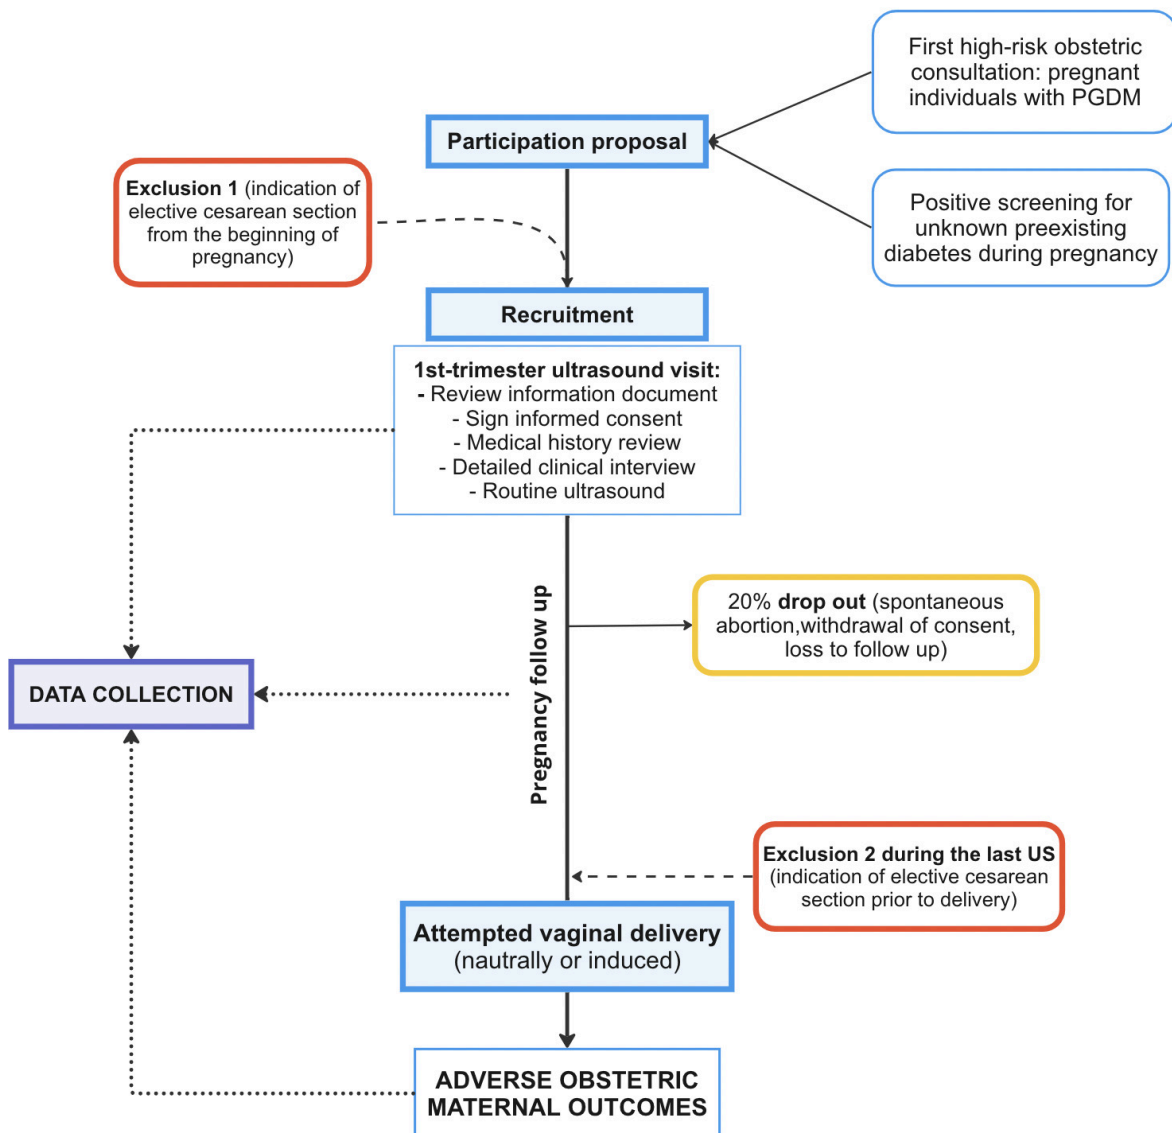 First high-risk obstetric
consultation: pregnant
individuals with PGDM
Participation proposal
Exclusion 1 (indication of
elective cesarean section
from the beginning of
pregnancy)
Positive screening for
unknown preexisting
diabetes during pregnancy
Recruitment
1st-trimester ultrasound visit:
- Review information document
- Sign informed consent
- Medical history review
- Detailed clinical interview
- Routine ultrasound
Pregnancy follow up
20% drop out (spontaneous
abortion,withdrawal of consent,
loss to follow up)
DATA COLLECTION
Exclusion 2 during the last US
(indication of elective cesarean
section prior to delivery)
Attempted vaginal delivery
(nautrally or induced)
ADVERSE OBSTETRIC
MATERNAL OUTCOMES